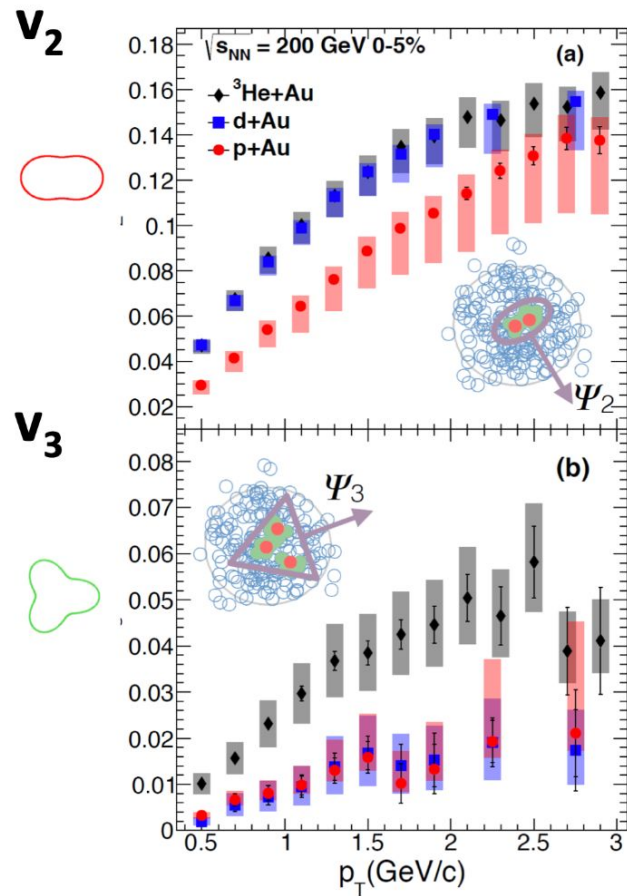 v₂
√s_NN = 200 GeV 0-5%
(a)
³He+Au
d+Au
p+Au
0.18
0.16
0.14
0.12
0.1
0.08
0.06
0.04
0.02
Ψ₂
v₃
(b)
Ψ₃
0.08
0.07
0.06
0.05
0.04
0.03
0.02
0.01
0
0.5 1 1.5 2 2.5 3
p_T(GeV/c)